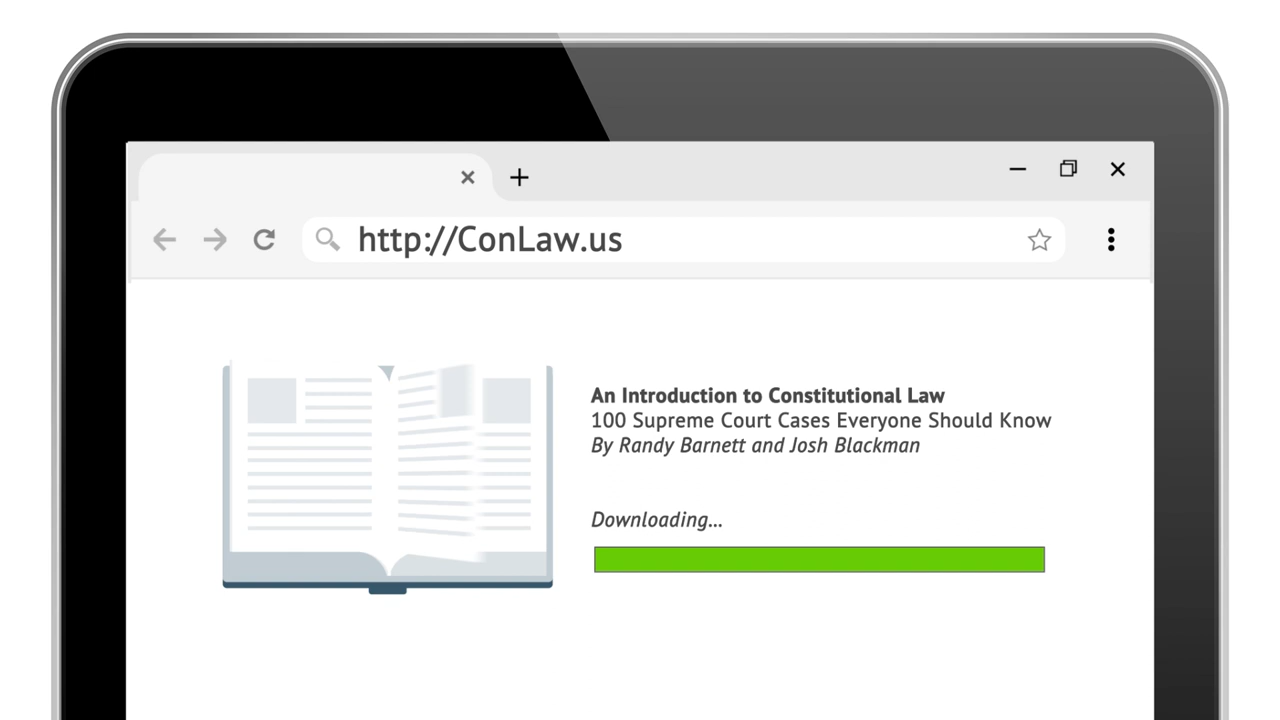 http://ConLaw.us
An Introduction to Constitutional Law
100 Supreme Court Cases Everyone Should Know
By Randy Barnett and Josh Blackman
Downloading...